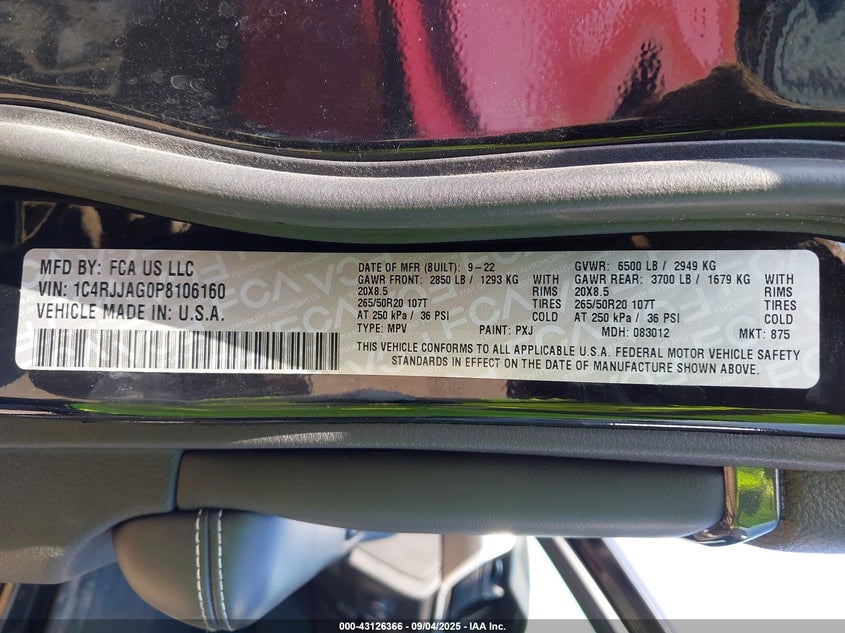 MFD BY: FCA US LLC
VIN: 1C4RJJAG0P8106160
VEHICLE MADE IN: U.S.A.
DATE OF MFR (BUILT): 9-22
GAWR FRONT: 2850 LB / 1293 KG WITH
20X8.5 RIMS
265/50R20 107T TIRES
AT 250 kPa / 36 PSI COLD
TYPE: MPV PAINT: PXJ
GVWR: 6500 LB / 2949 KG
GAWR REAR: 3700 LB / 1679 KG WITH
20X8.5 RIMS
265/50R20 107T TIRES
AT 250 kPa / 36 PSI COLD
MDH: 083012 MKT: 875
THIS VEHICLE CONFORMS TO ALL APPLICABLE U.S.A. FEDERAL MOTOR VEHICLE SAFETY
STANDARDS IN EFFECT ON THE DATE OF MANUFACTURE SHOWN ABOVE.
000-43126366 - 09/04/2025 - IAA Inc.